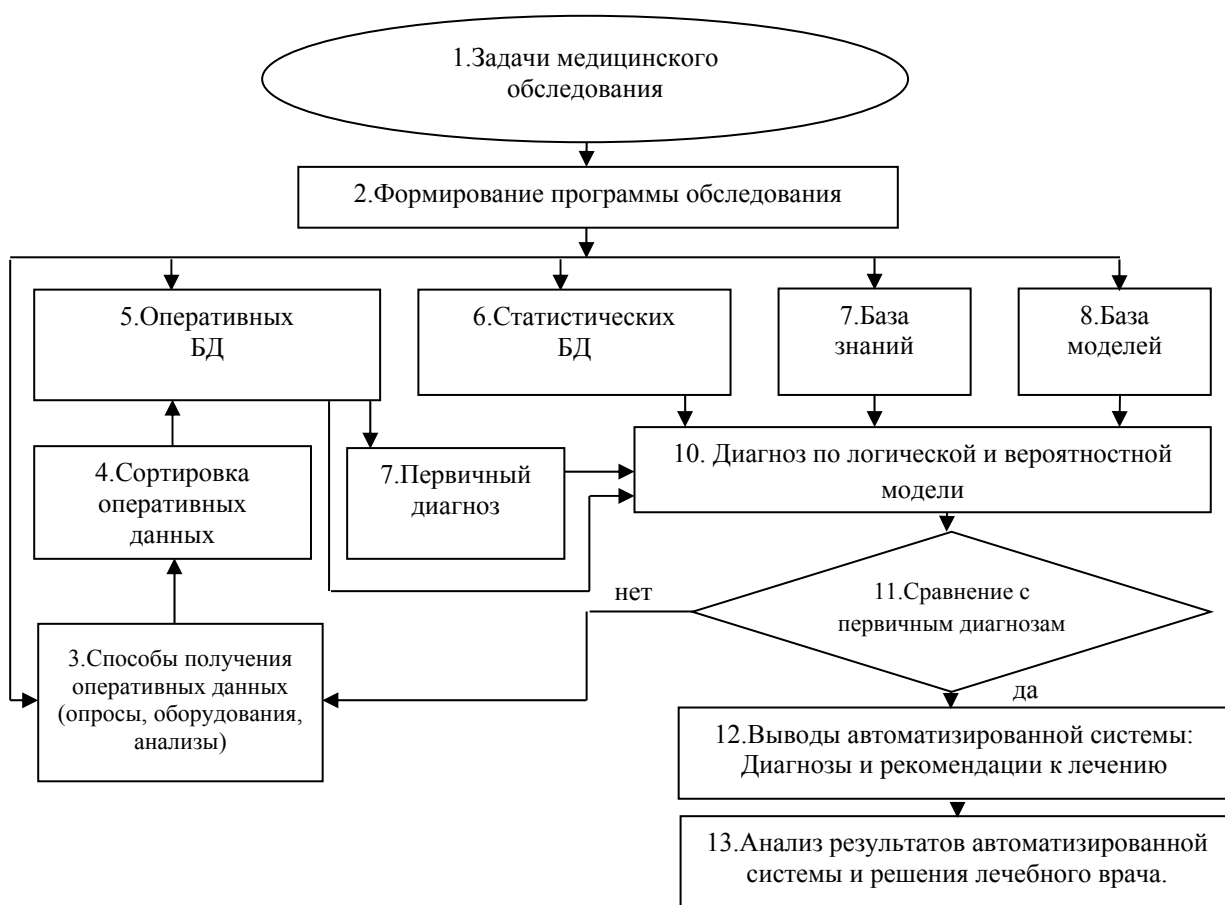 1.Задачи медицинского
обследования
2.Формирование программы обследования
5.Оперативных
БД
6.Статистических
БД
7.База
знаний
8.База
моделей
4.Сортировка
оперативных
данных
7.Первичный
диагноз
10. Диагноз по логической и вероятностной
модели
нет
11.Сравнение с
первичным диагнозам
3.Способы получения
оперативных данных
(опросы, оборудования,
анализы)
да
12.Выводы автоматизированной системы:
Диагнозы и рекомендации к лечению
13.Анализ результатов автоматизированной
системы и решения лечебного врача.